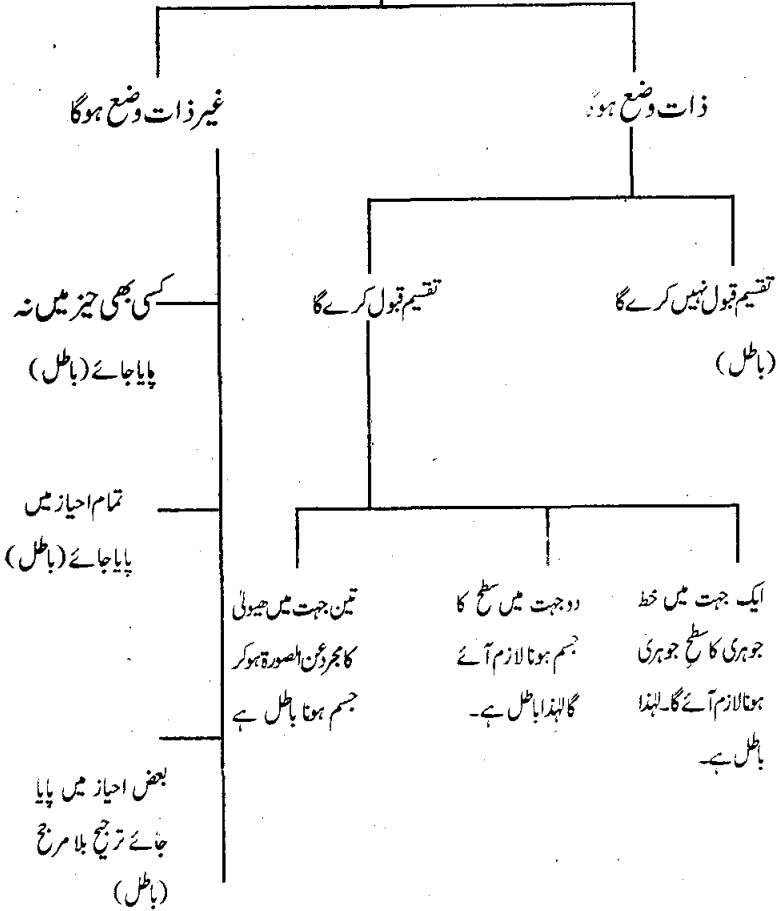 ذات وضع ہوگا
غیر ذات وضع ہوگا
تقسیم قبول نہیں کرے گا
(باطل)
تقسیم قبول کرے گا
ایک جہت میں خط
جوہری کا سطحِ جوہری
ہونا لازم آئے گا۔ لہٰذا
باطل ہے۔
دو جہت میں سطح کا
جسم ہونا لازم آئے
گا لہٰذا باطل ہے۔
تین جہت میں ھیولیٰ
کا مجرد عن الصورۃ ہو کر
جسم ہونا باطل ہے
کسی بھی حیز میں نہ
پایا جائے (باطل)
تمام احیاز میں
پایا جائے (باطل)
بعض احیاز میں پایا
جائے ترجیح بلا مرجح
(باطل)